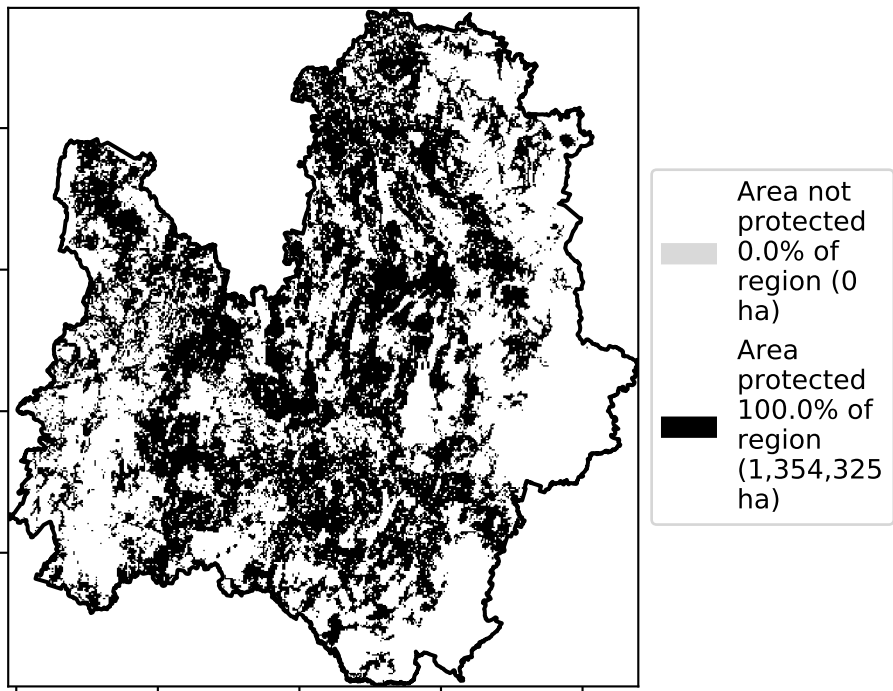 Area not
protected
0.0% of
region (0
ha)
Area
protected
100.0% of
region
(1,354,325
ha)